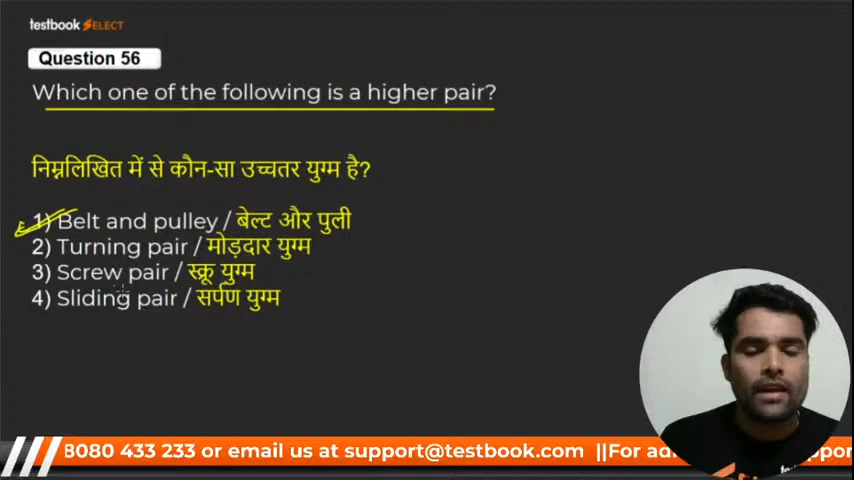 testbook SELECT
Question 56
Which one of the following is a higher pair?
निम्नलिखित में से कौन-सा उच्चतर युग्म है?
1) Belt and pulley / बेल्ट और पुली
2) Turning pair / मोड़दार युग्म
3) Screw pair / स्क्रू युग्म
4) Sliding pair / सर्पण युग्म
8080 433 233 or email us at support@testbook.com ||For